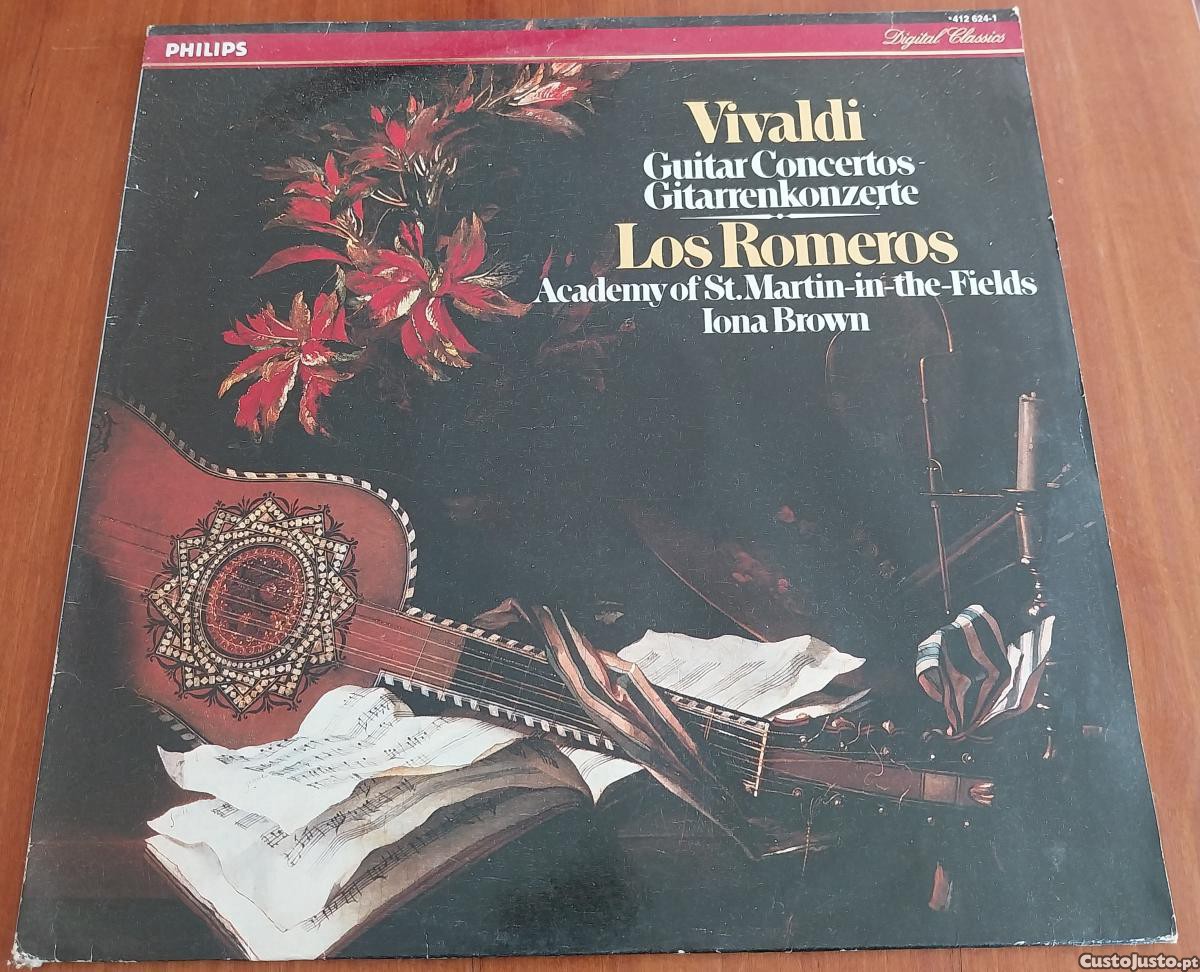 412 624-1
PHILIPS
Digital Classics
Vivaldi
Guitar Concertos -
Gitarrenkonzerte
Los Romeros
Academy of St. Martin-in-the-Fields
Iona Brown
CustoJusto.pt